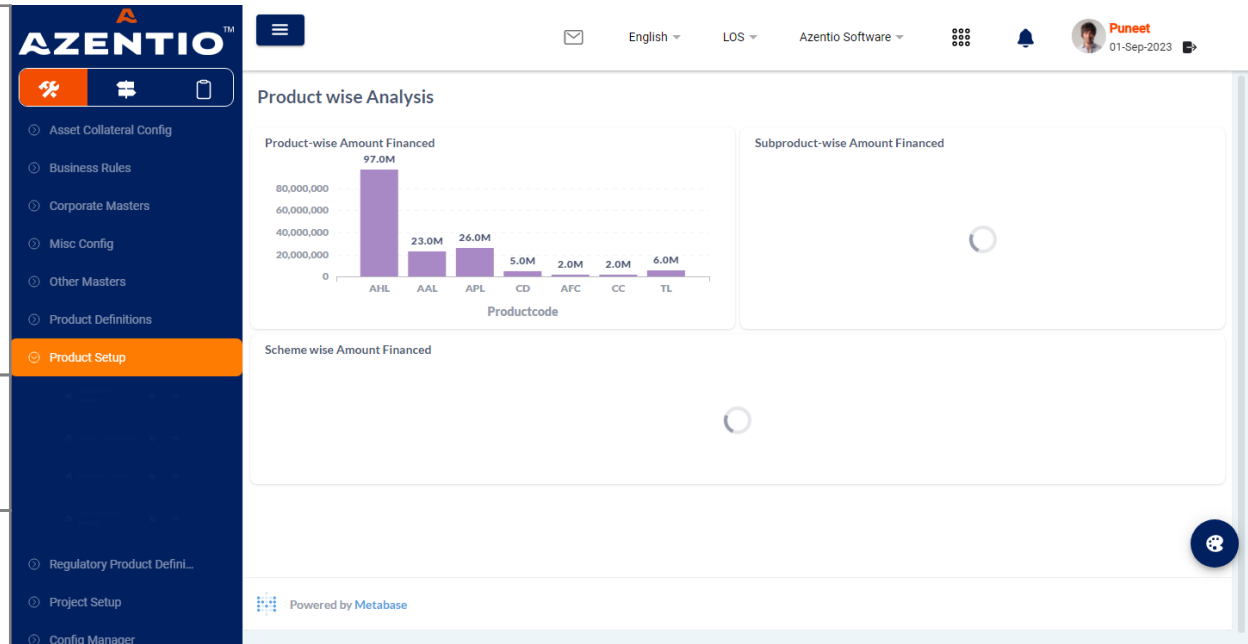 AZENTIO™
English
LOS
Azentio Software
Puneet
01-Sep-2023
Asset Collateral Config
Business Rules
Corporate Masters
Misc Config
Other Masters
Product Definitions
Product Setup
Regulatory Product Defini...
Project Setup
Config Manager
Product wise Analysis
Product-wise Amount Financed
97.0M
80,000,000
60,000,000
40,000,000
20,000,000
0
23.0M
26.0M
5.0M
2.0M
2.0M
6.0M
AHL
AAL
APL
CD
AFC
CC
TL
Productcode
Subproduct-wise Amount Financed
Scheme wise Amount Financed
Powered by Metabase